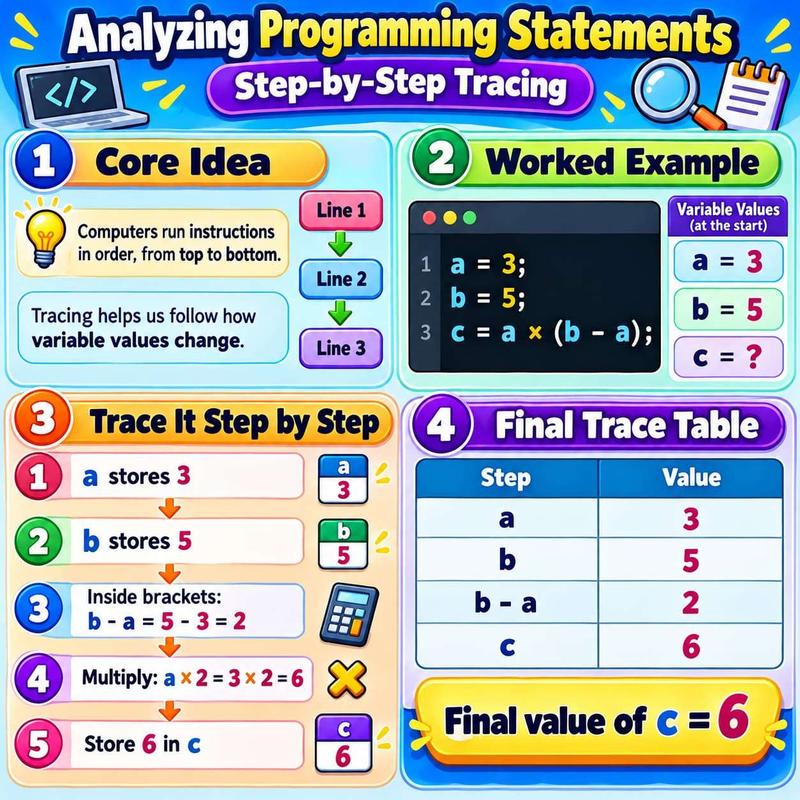 Analyzing Programming Statements
</>
Step-by-Step Tracing
1 Core Idea
Computers run instructions
in order, from top to bottom.
Tracing helps us follow how
variable values change.
Line 1
Line 2
Line 3
2 Worked Example
1 a = 3;
2 b = 5;
3 c = a × (b - a);
Variable Values
(at the start)
a = 3
b = 5
c = ?
3 Trace It Step by Step
1 a stores 3
a
3
2 b stores 5
b
5
3 Inside brackets:
b - a = 5 - 3 = 2
4 Multiply: a × 2 = 3 × 2 = 6
5 Store 6 in c
c
6
4 Final Trace Table
Step Value
a 3
b 5
b - a 2
c 6
Final value of c = 6